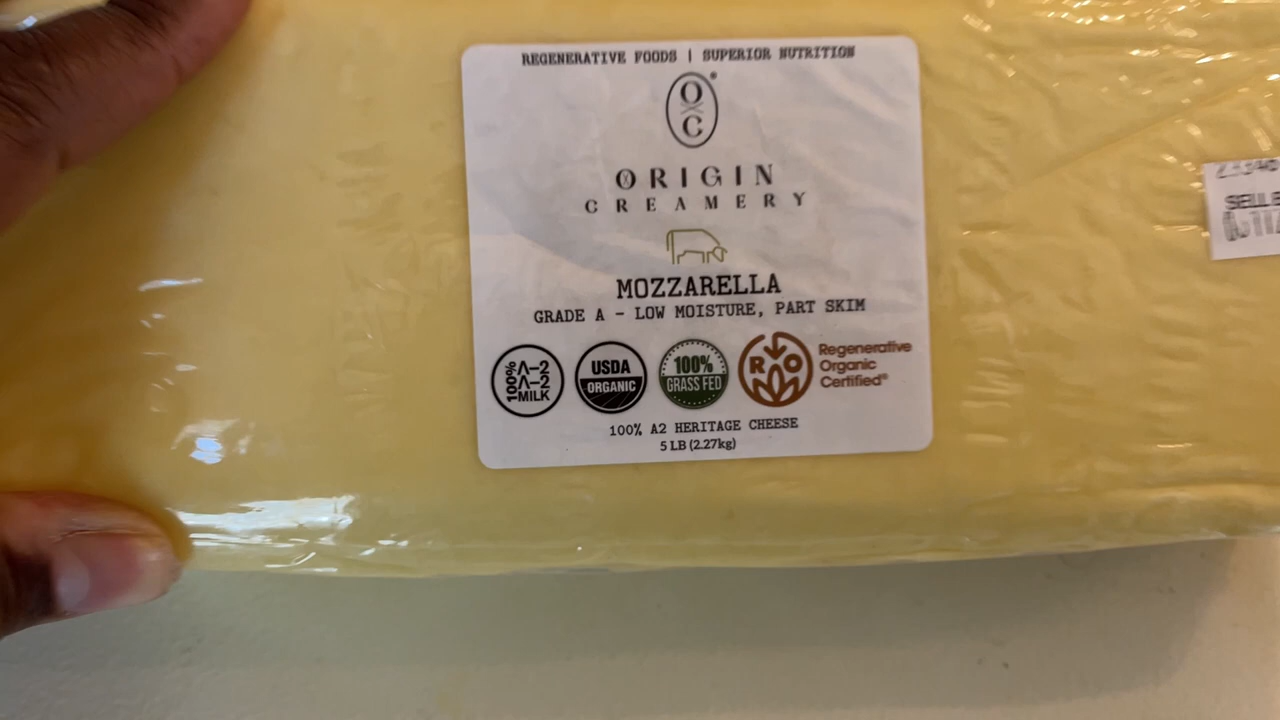 REGENERATIVE FOODS | SUPERIOR NUTRITION
O
C
ORIGIN
CREAMERY
MOZZARELLA
GRADE A - LOW MOISTURE, PART SKIM
100% A-2 A-2 MILK
USDA
ORGANIC
100%
GRASS FED
R O
Regenerative
Organic
Certified®
100% A2 HERITAGE CHEESE
5 LB (2.27kg)